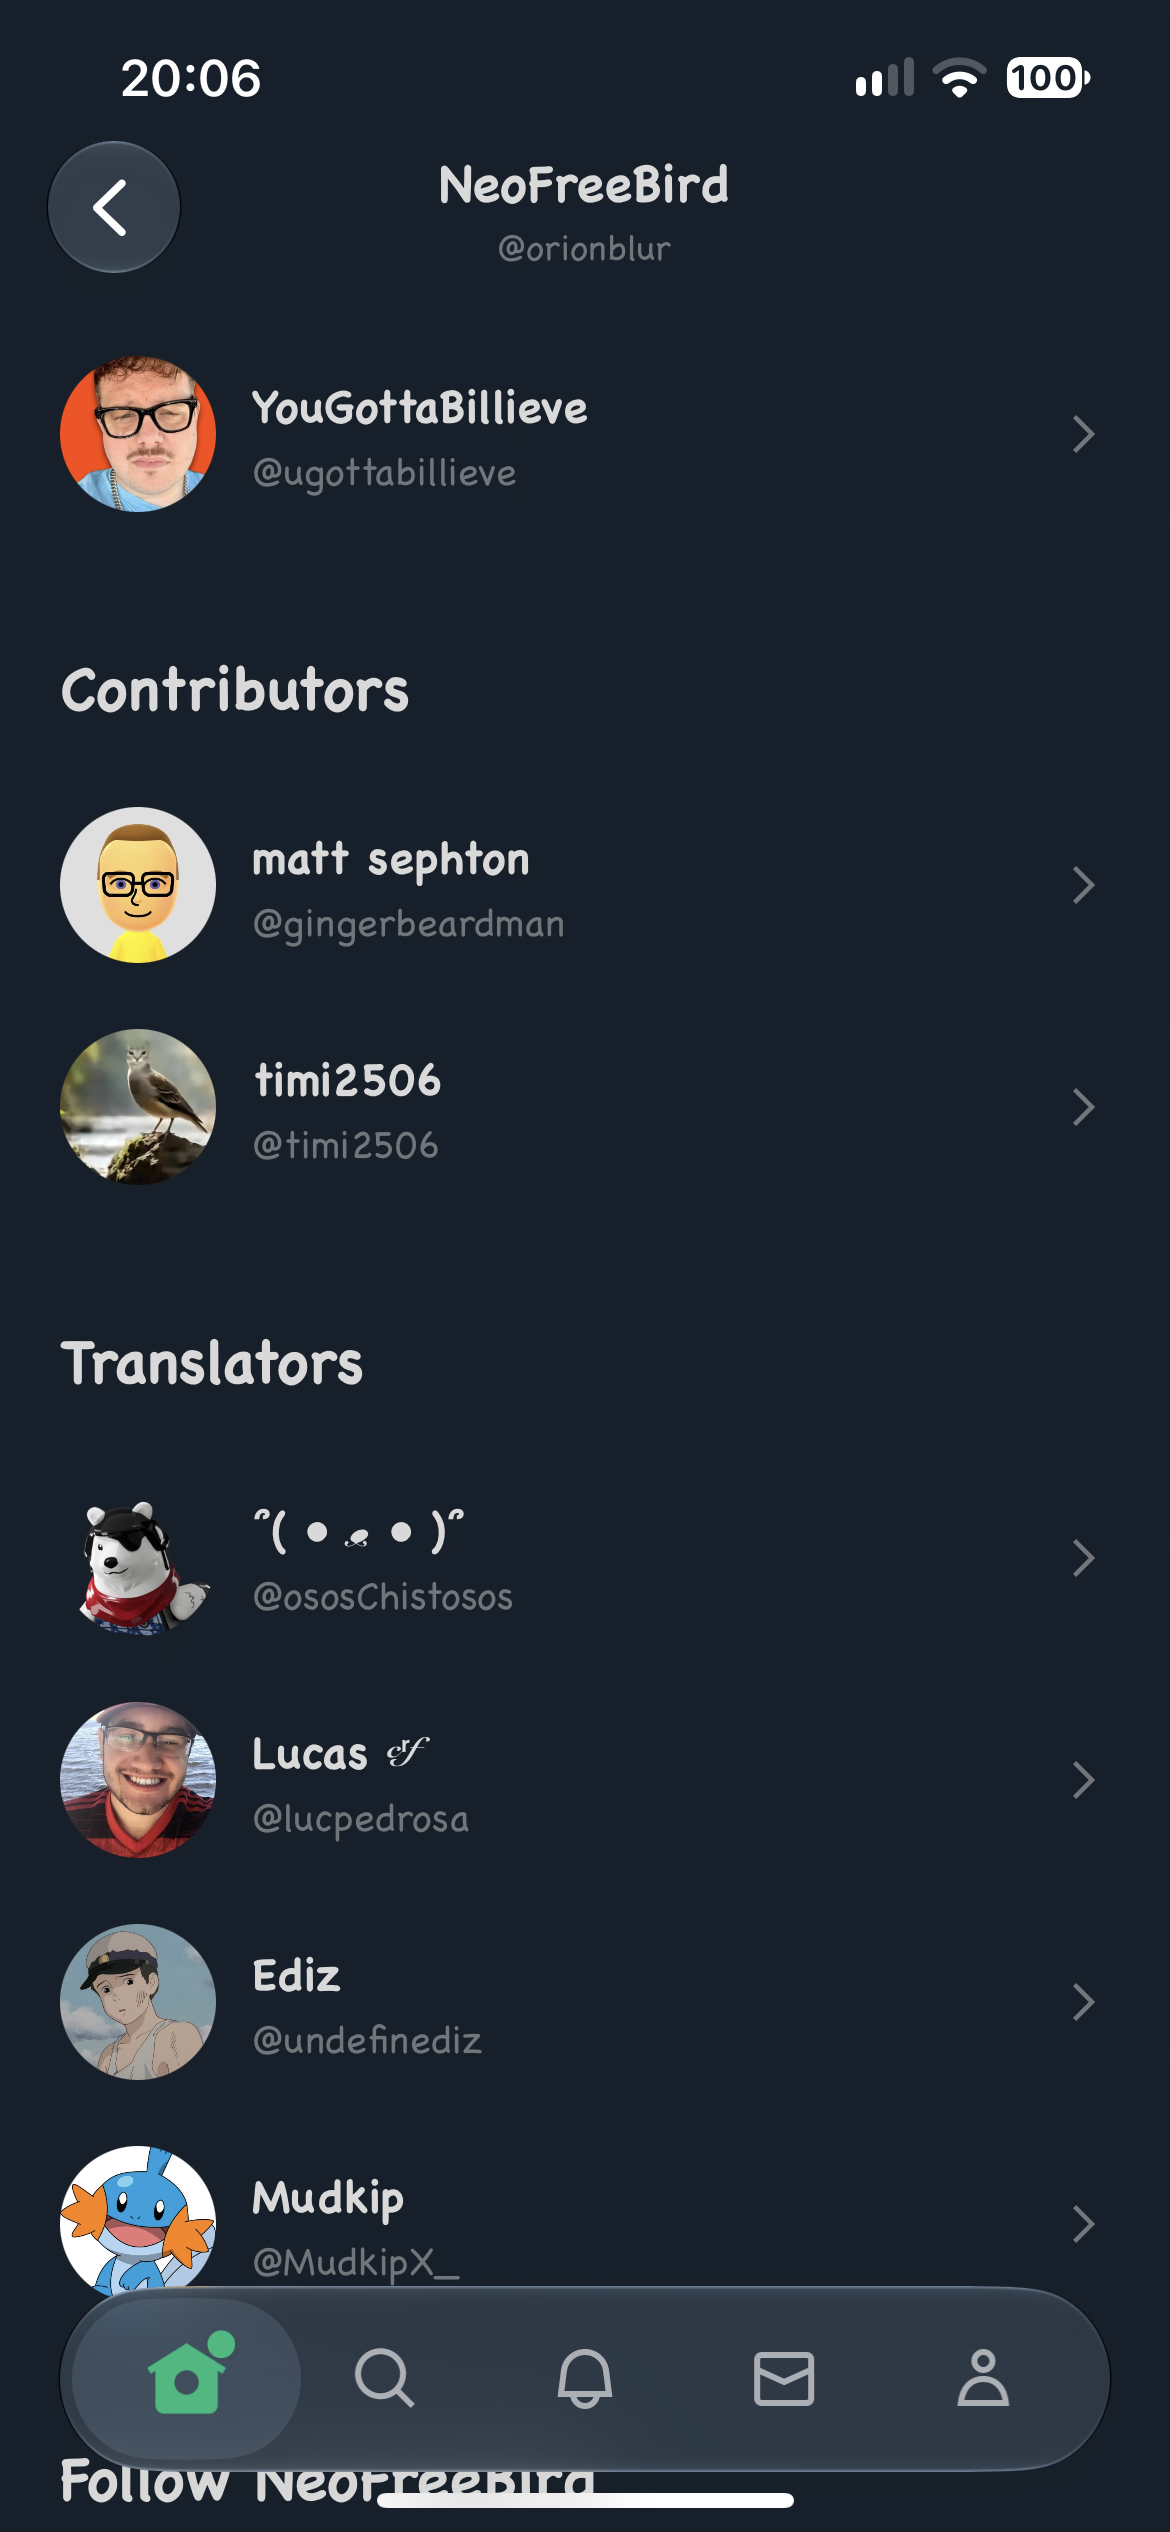 20:06
100
NeoFreeBird
@orionblur
YouGottaBillieve
@ugottabillieve
Contributors
matt sephton
@gingerbeardman
timi2506
@timi2506
Translators
@ososChistosos
Lucas
@lucpedrosa
Ediz
@undefinediz
Mudkip
@MudkipX_
Follow NeoFreeBird